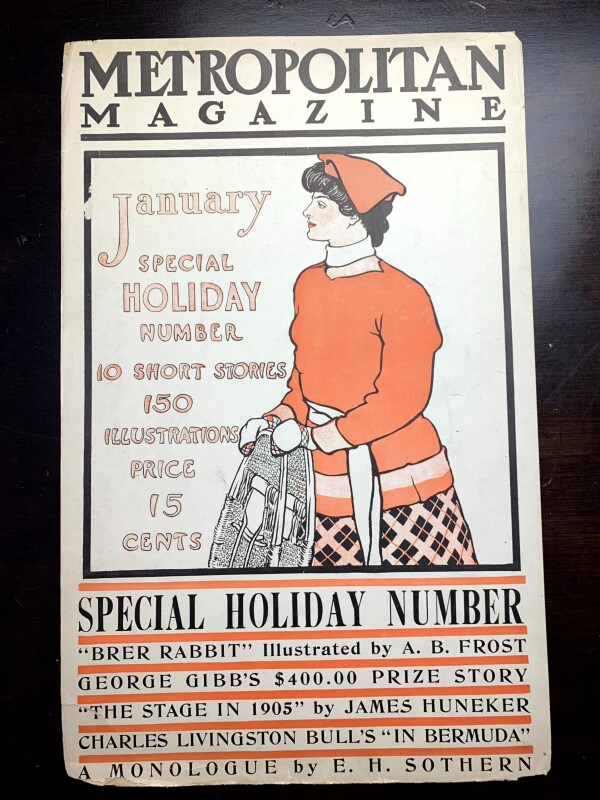 METROPOLITAN
MAGAZINE
January
SPECIAL
HOLIDAY
NUMBER
10 SHORT STORIES
150
ILLUSTRATIONS
PRICE
15
CENTS
SPECIAL HOLIDAY NUMBER
"BRER RABBIT" Illustrated by A. B. FROST
GEORGE GIBB'S $400.00 PRIZE STORY
"THE STAGE IN 1905" by JAMES HUNEKER
CHARLES LIVINGSTON BULL'S "IN BERMUDA"
A MONOLOGUE by E. H. SOTHERN